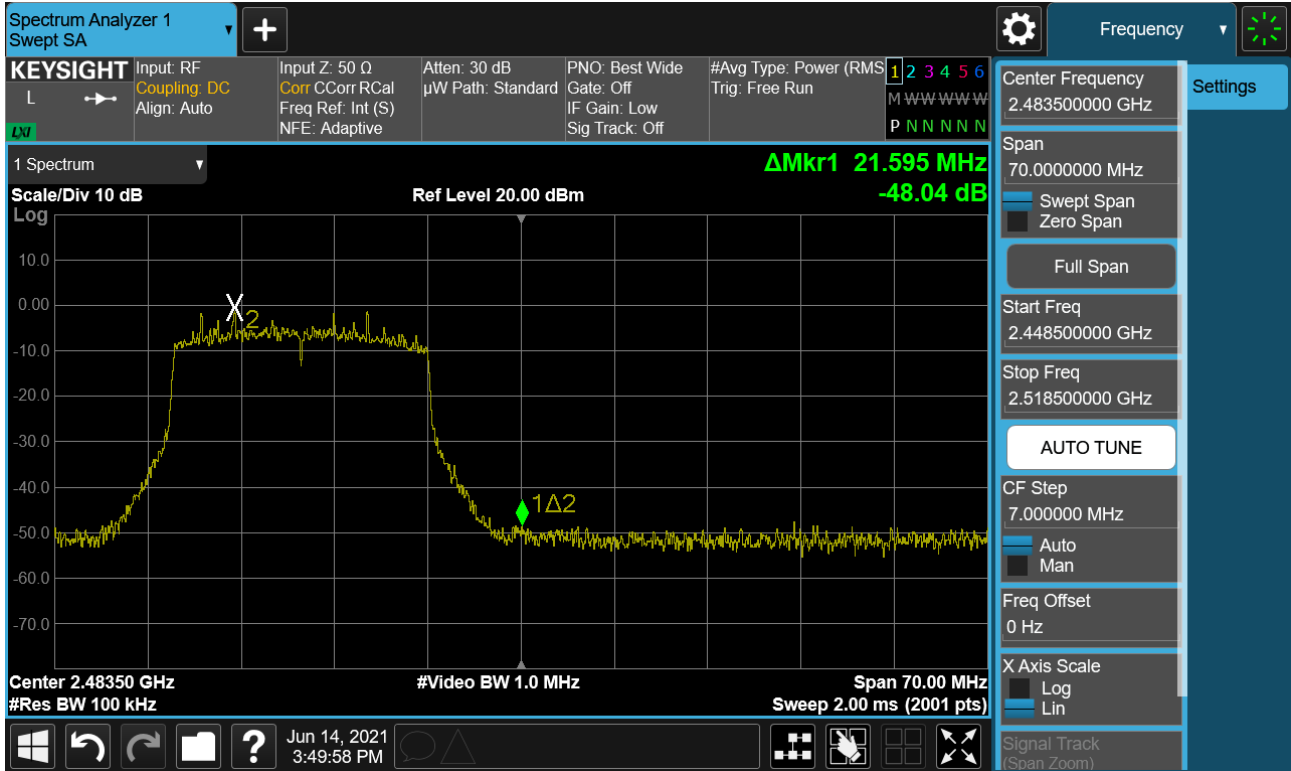 Spectrum Analyzer 1
Swept SA
Frequency
KEYSIGHT
L
LXI
Input: RF
Coupling: DC
Align: Auto
Input Z: 50 Ω
Corr CCorr RCal
Freq Ref: Int (S)
NFE: Adaptive
Atten: 30 dB
µW Path: Standard
PNO: Best Wide
Gate: Off
IF Gain: Low
Sig Track: Off
#Avg Type: Power (RMS
Trig: Free Run
1 2 3 4 5 6
M W W W W W
P N N N N N
1 Spectrum
ΔMkr1 21.595 MHz
-48.04 dB
Scale/Div 10 dB
Ref Level 20.00 dBm
Log
10.0
0.00
-10.0
-20.0
-30.0
-40.0
-50.0
-60.0
-70.0
X2
1Δ2
Center 2.48350 GHz
#Video BW 1.0 MHz
Span 70.00 MHz
#Res BW 100 kHz
Sweep 2.00 ms (2001 pts)
Center Frequency
2.483500000 GHz
Settings
Span
70.0000000 MHz
Swept Span
Zero Span
Full Span
Start Freq
2.448500000 GHz
Stop Freq
2.518500000 GHz
AUTO TUNE
CF Step
7.000000 MHz
Auto
Man
Freq Offset
0 Hz
X Axis Scale
Log
Lin
Signal Track
(Span Zoom)
?
Jun 14, 2021
3:49:58 PM